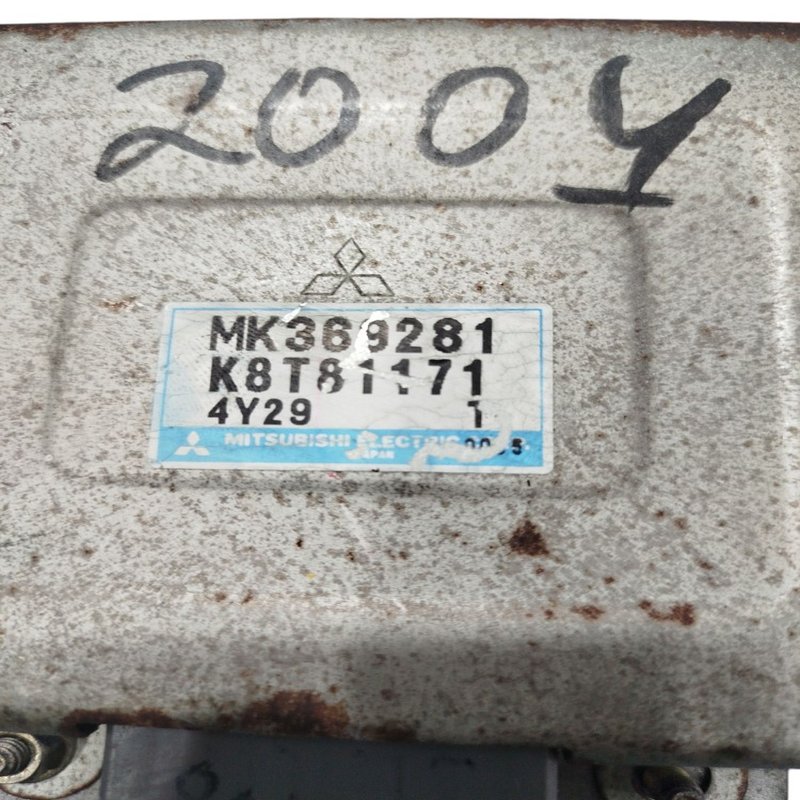 2004
MK369281
K8T81171
4Y29 1
MITSUBISHI ELECTRIC
JAPAN